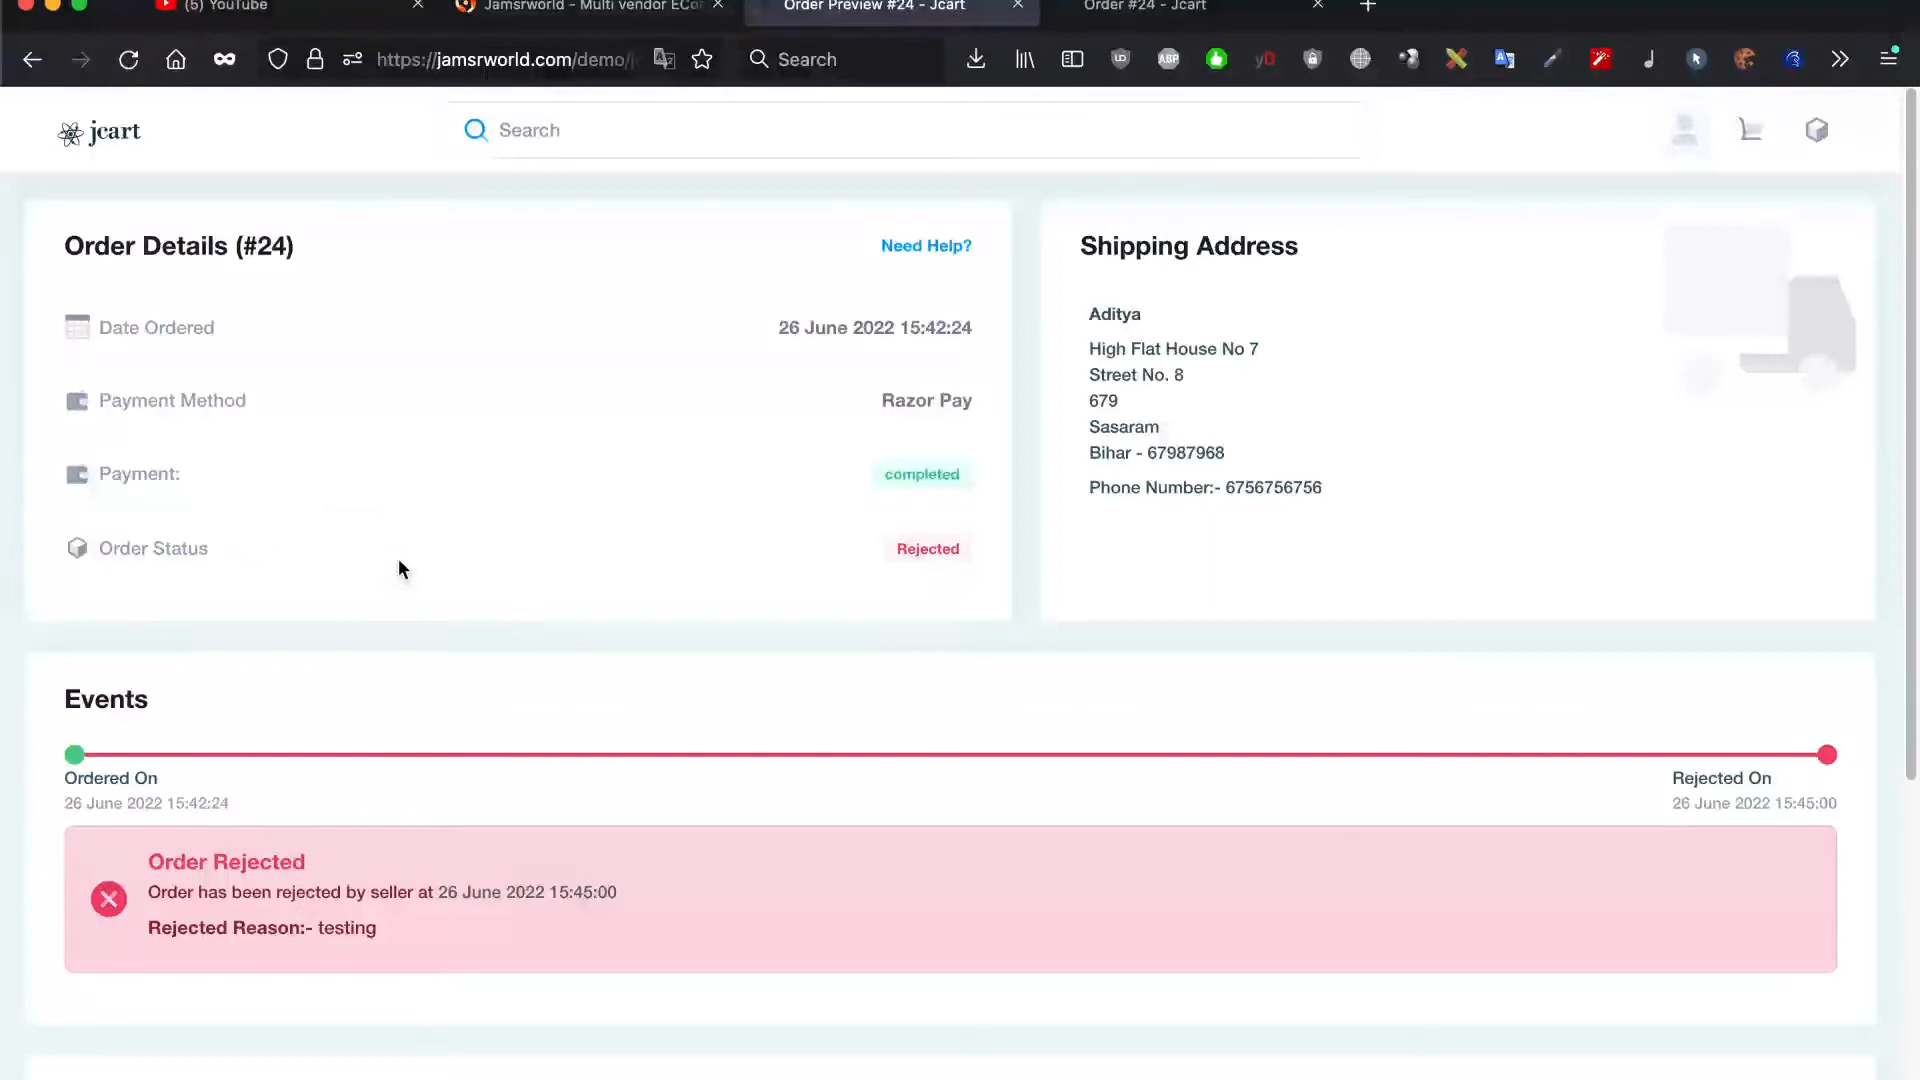 (5) YouTube
Jamsrworld - Multi vendor ECo
Order Preview #24 - Jcart
Order #24 - Jcart
https://jamsrworld.com/demo/
Search
UD
ABP
yD
jcart
Search
Order Details (#24)
Need Help?
Date Ordered
26 June 2022 15:42:24
Payment Method
Razor Pay
Payment:
completed
Order Status
Rejected
Shipping Address
Aditya
High Flat House No 7
Street No. 8
679
Sasaram
Bihar - 67987968
Phone Number:- 6756756756
Events
Ordered On
26 June 2022 15:42:24
Rejected On
26 June 2022 15:45:00
Order Rejected
Order has been rejected by seller at 26 June 2022 15:45:00
Rejected Reason:- testing